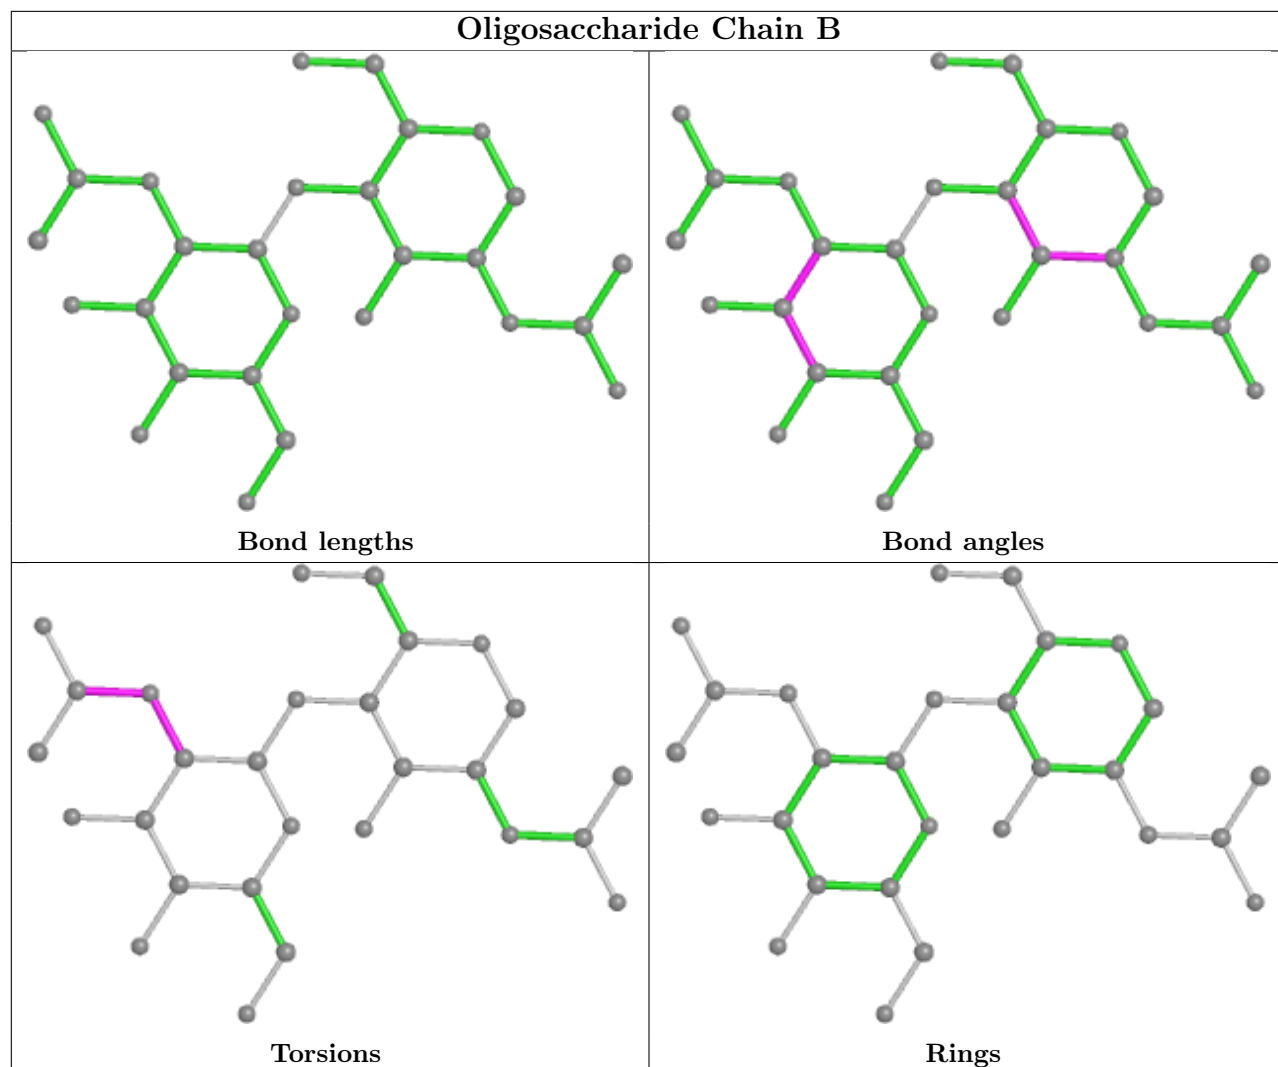 Oligosaccharide Chain B
Bond lengths
Bond angles
Torsions
Rings